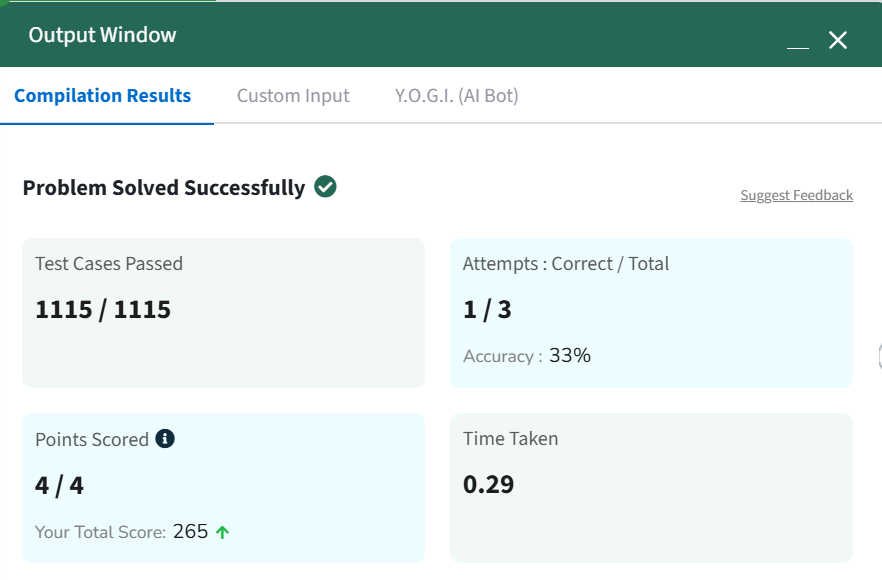 Output Window
Compilation Results
Custom Input
Y.O.G.I. (AI Bot)
Problem Solved Successfully
Suggest Feedback
Test Cases Passed
1115 / 1115
Attempts : Correct / Total
1 / 3
Accuracy : 33%
Points Scored
4 / 4
Your Total Score: 265
Time Taken
0.29